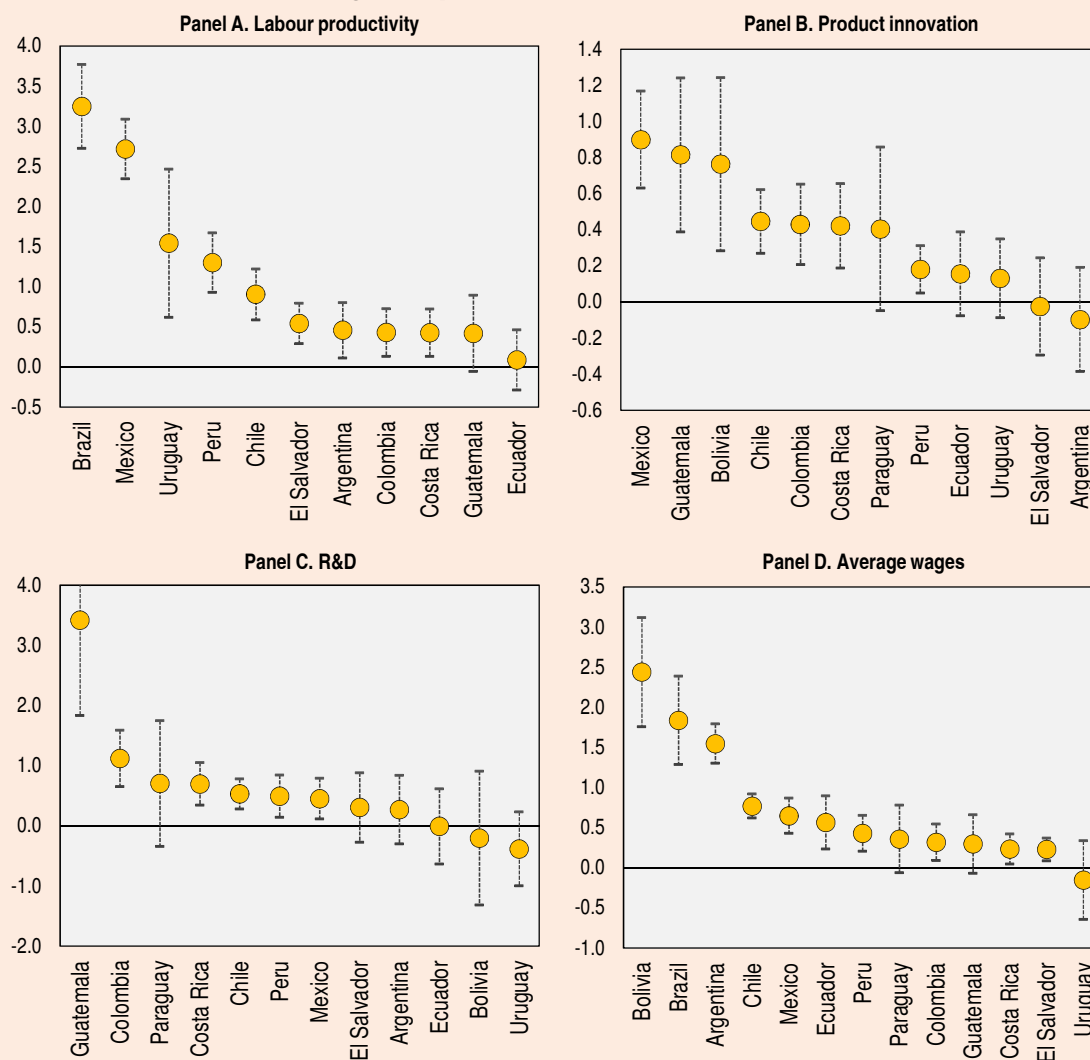 Panel A. Labour productivity
4.0
3.5
3.0
2.5
2.0
1.5
1.0
0.5
0.0
-0.5
Brazil
Mexico
Uruguay
Peru
Chile
El Salvador
Argentina
Colombia
Costa Rica
Guatemala
Ecuador
Panel B. Product innovation
1.4
1.2
1.0
0.8
0.6
0.4
0.2
0.0
-0.2
-0.4
-0.6
Mexico
Guatemala
Bolivia
Chile
Colombia
Costa Rica
Paraguay
Peru
Ecuador
Uruguay
El Salvador
Argentina
Panel C. R&D
4.0
3.0
2.0
1.0
0.0
-1.0
-2.0
Guatemala
Colombia
Paraguay
Costa Rica
Chile
Peru
Mexico
El Salvador
Argentina
Ecuador
Bolivia
Uruguay
Panel D. Average wages
3.5
3.0
2.5
2.0
1.5
1.0
0.5
0.0
-0.5
-1.0
Bolivia
Brazil
Argentina
Chile
Mexico
Ecuador
Peru
Paraguay
Colombia
Guatemala
Costa Rica
El Salvador
Uruguay